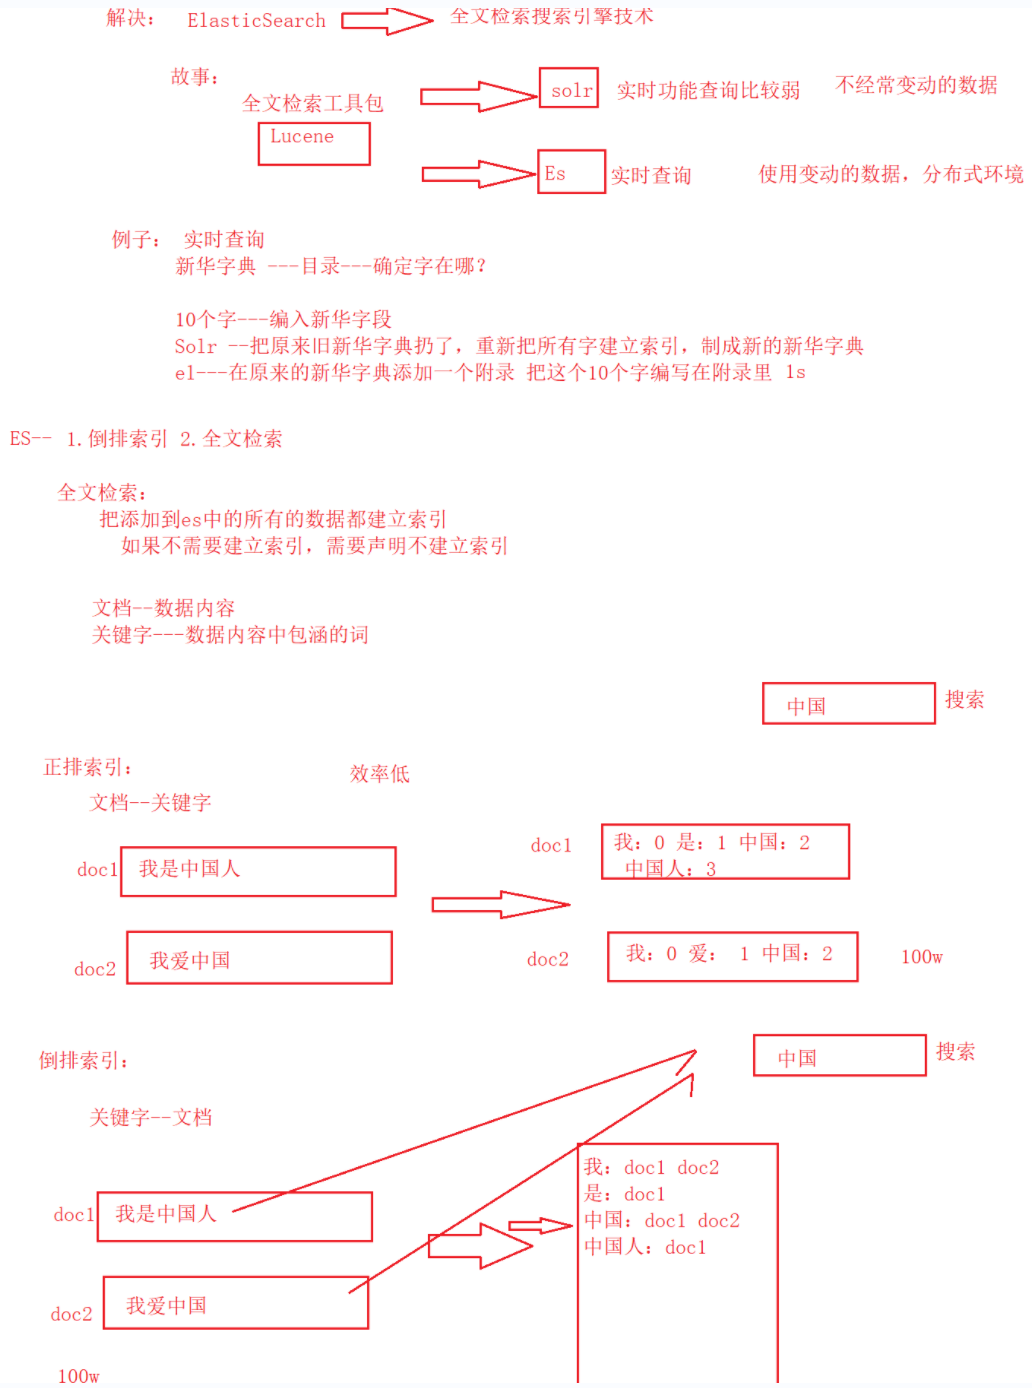 解决： ElasticSearch 全文检索搜索引擎技术
故事：
全文检索工具包
Lucene
solr 实时功能查询比较弱 不经常变动的数据
Es 实时查询 使用变动的数据，分布式环境
例子： 实时查询
新华字典 ---目录---确定字在哪？
10个字---编入新华字段
Solr --把原来旧新华字典扔了，重新把所有字建立索引，制成新的新华字典
el---在原来的新华字典添加一个附录 把这个10个字编写在附录里 1s
ES-- 1.倒排索引 2.全文检索
全文检索：
把添加到es中的所有的数据都建立索引
如果不需要建立索引，需要声明不建立索引
文档--数据内容
关键字---数据内容中包涵的词
中国 搜索
正排索引： 效率低
文档--关键字
doc1 我是中国人
doc1 我：0 是：1 中国：2
中国人：3
doc2 我爱中国
doc2 我：0 爱： 1 中国：2 100w
倒排索引：
中国 搜索
关键字--文档
doc1 我是中国人
doc2 我爱中国
100w
我：doc1 doc2
是：doc1
中国：doc1 doc2
中国人：doc1